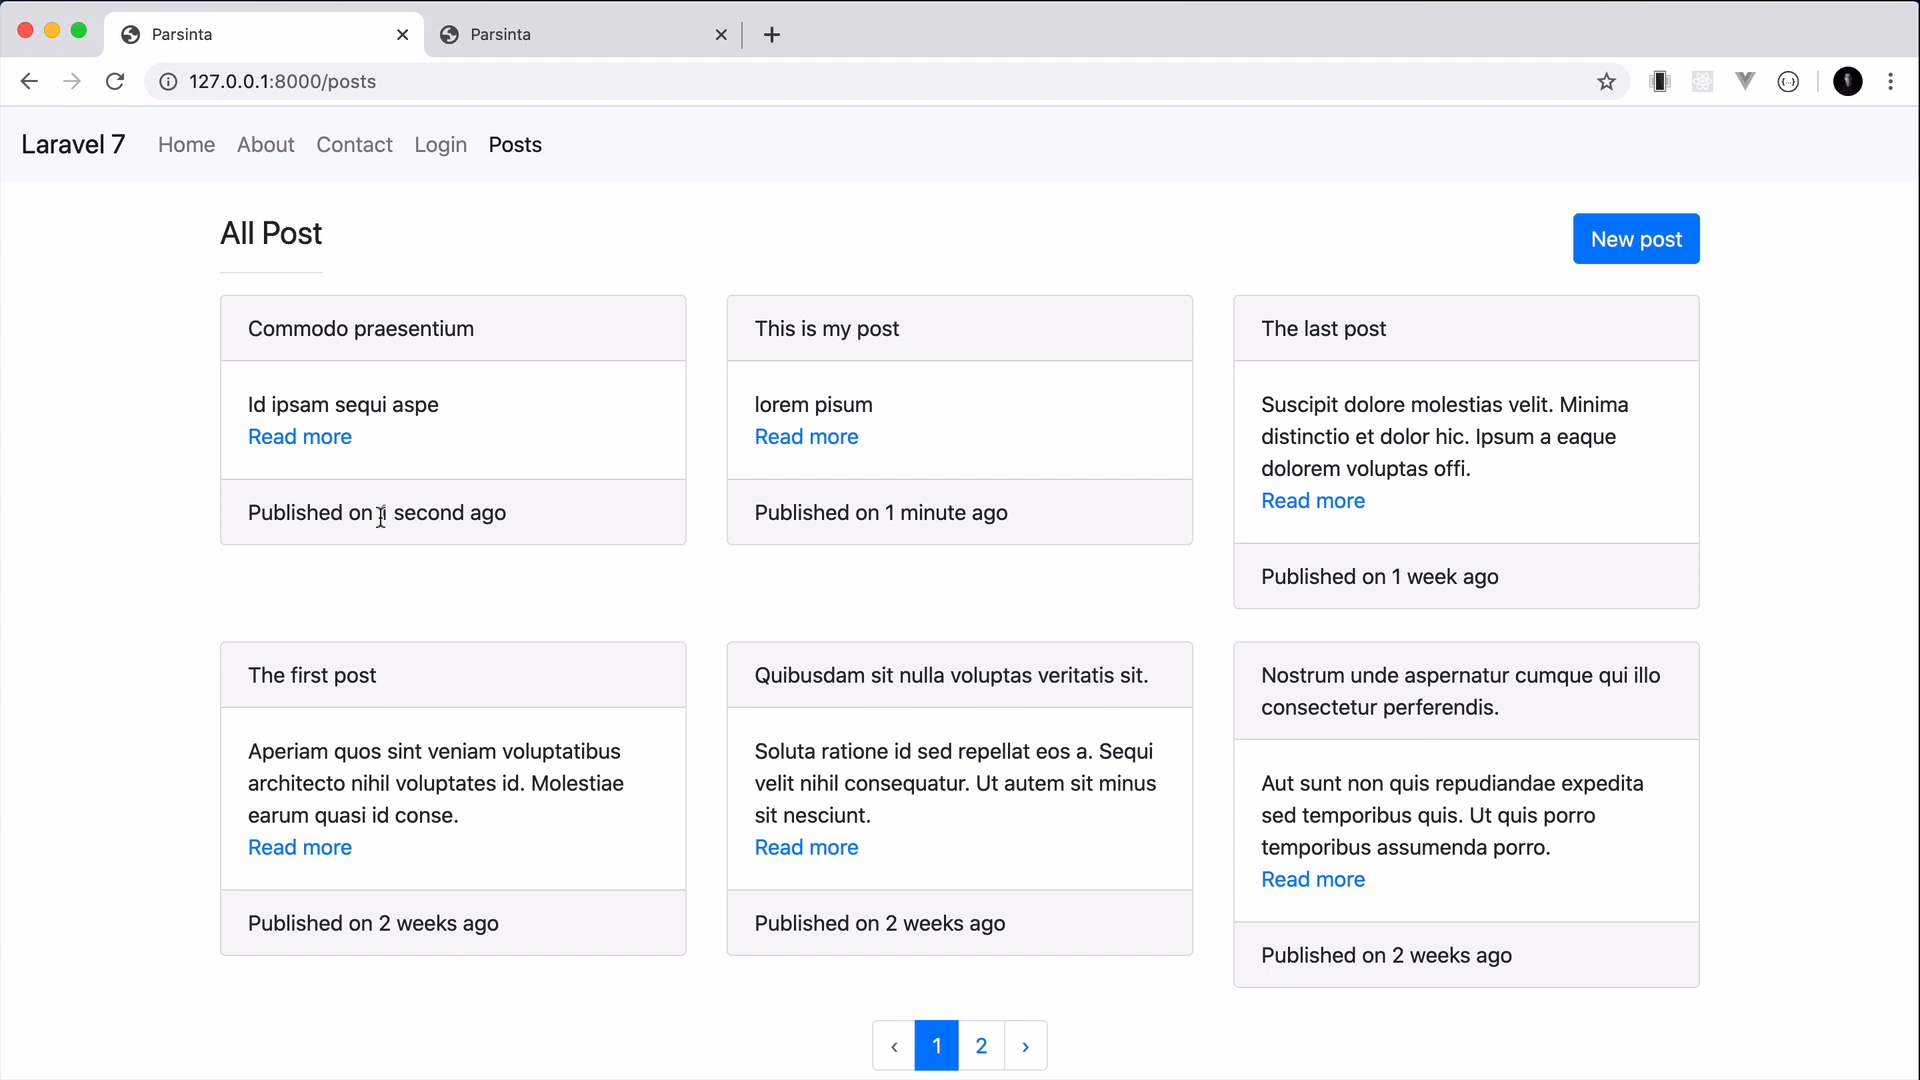 Parsinta
Parsinta
127.0.0.1:8000/posts
Laravel 7 Home About Contact Login Posts
All Post
New post
Commodo praesentium
Id ipsam sequi aspe
Read more
Published on 1 second ago
This is my post
lorem pisum
Read more
Published on 1 minute ago
The last post
Suscipit dolore molestias velit. Minima
distinctio et dolor hic. Ipsum a eaque
dolorem voluptas offi.
Read more
Published on 1 week ago
The first post
Aperiam quos sint veniam voluptatibus
architecto nihil voluptates id. Molestiae
earum quasi id conse.
Read more
Published on 2 weeks ago
Quibusdam sit nulla voluptas veritatis sit.
Soluta ratione id sed repellat eos a. Sequi
velit nihil consequatur. Ut autem sit minus
sit nesciunt.
Read more
Published on 2 weeks ago
Nostrum unde aspernatur cumque qui illo
consectetur perferendis.
Aut sunt non quis repudiandae expedita
sed temporibus quis. Ut quis porro
temporibus assumenda porro.
Read more
Published on 2 weeks ago
‹ 1 2 ›